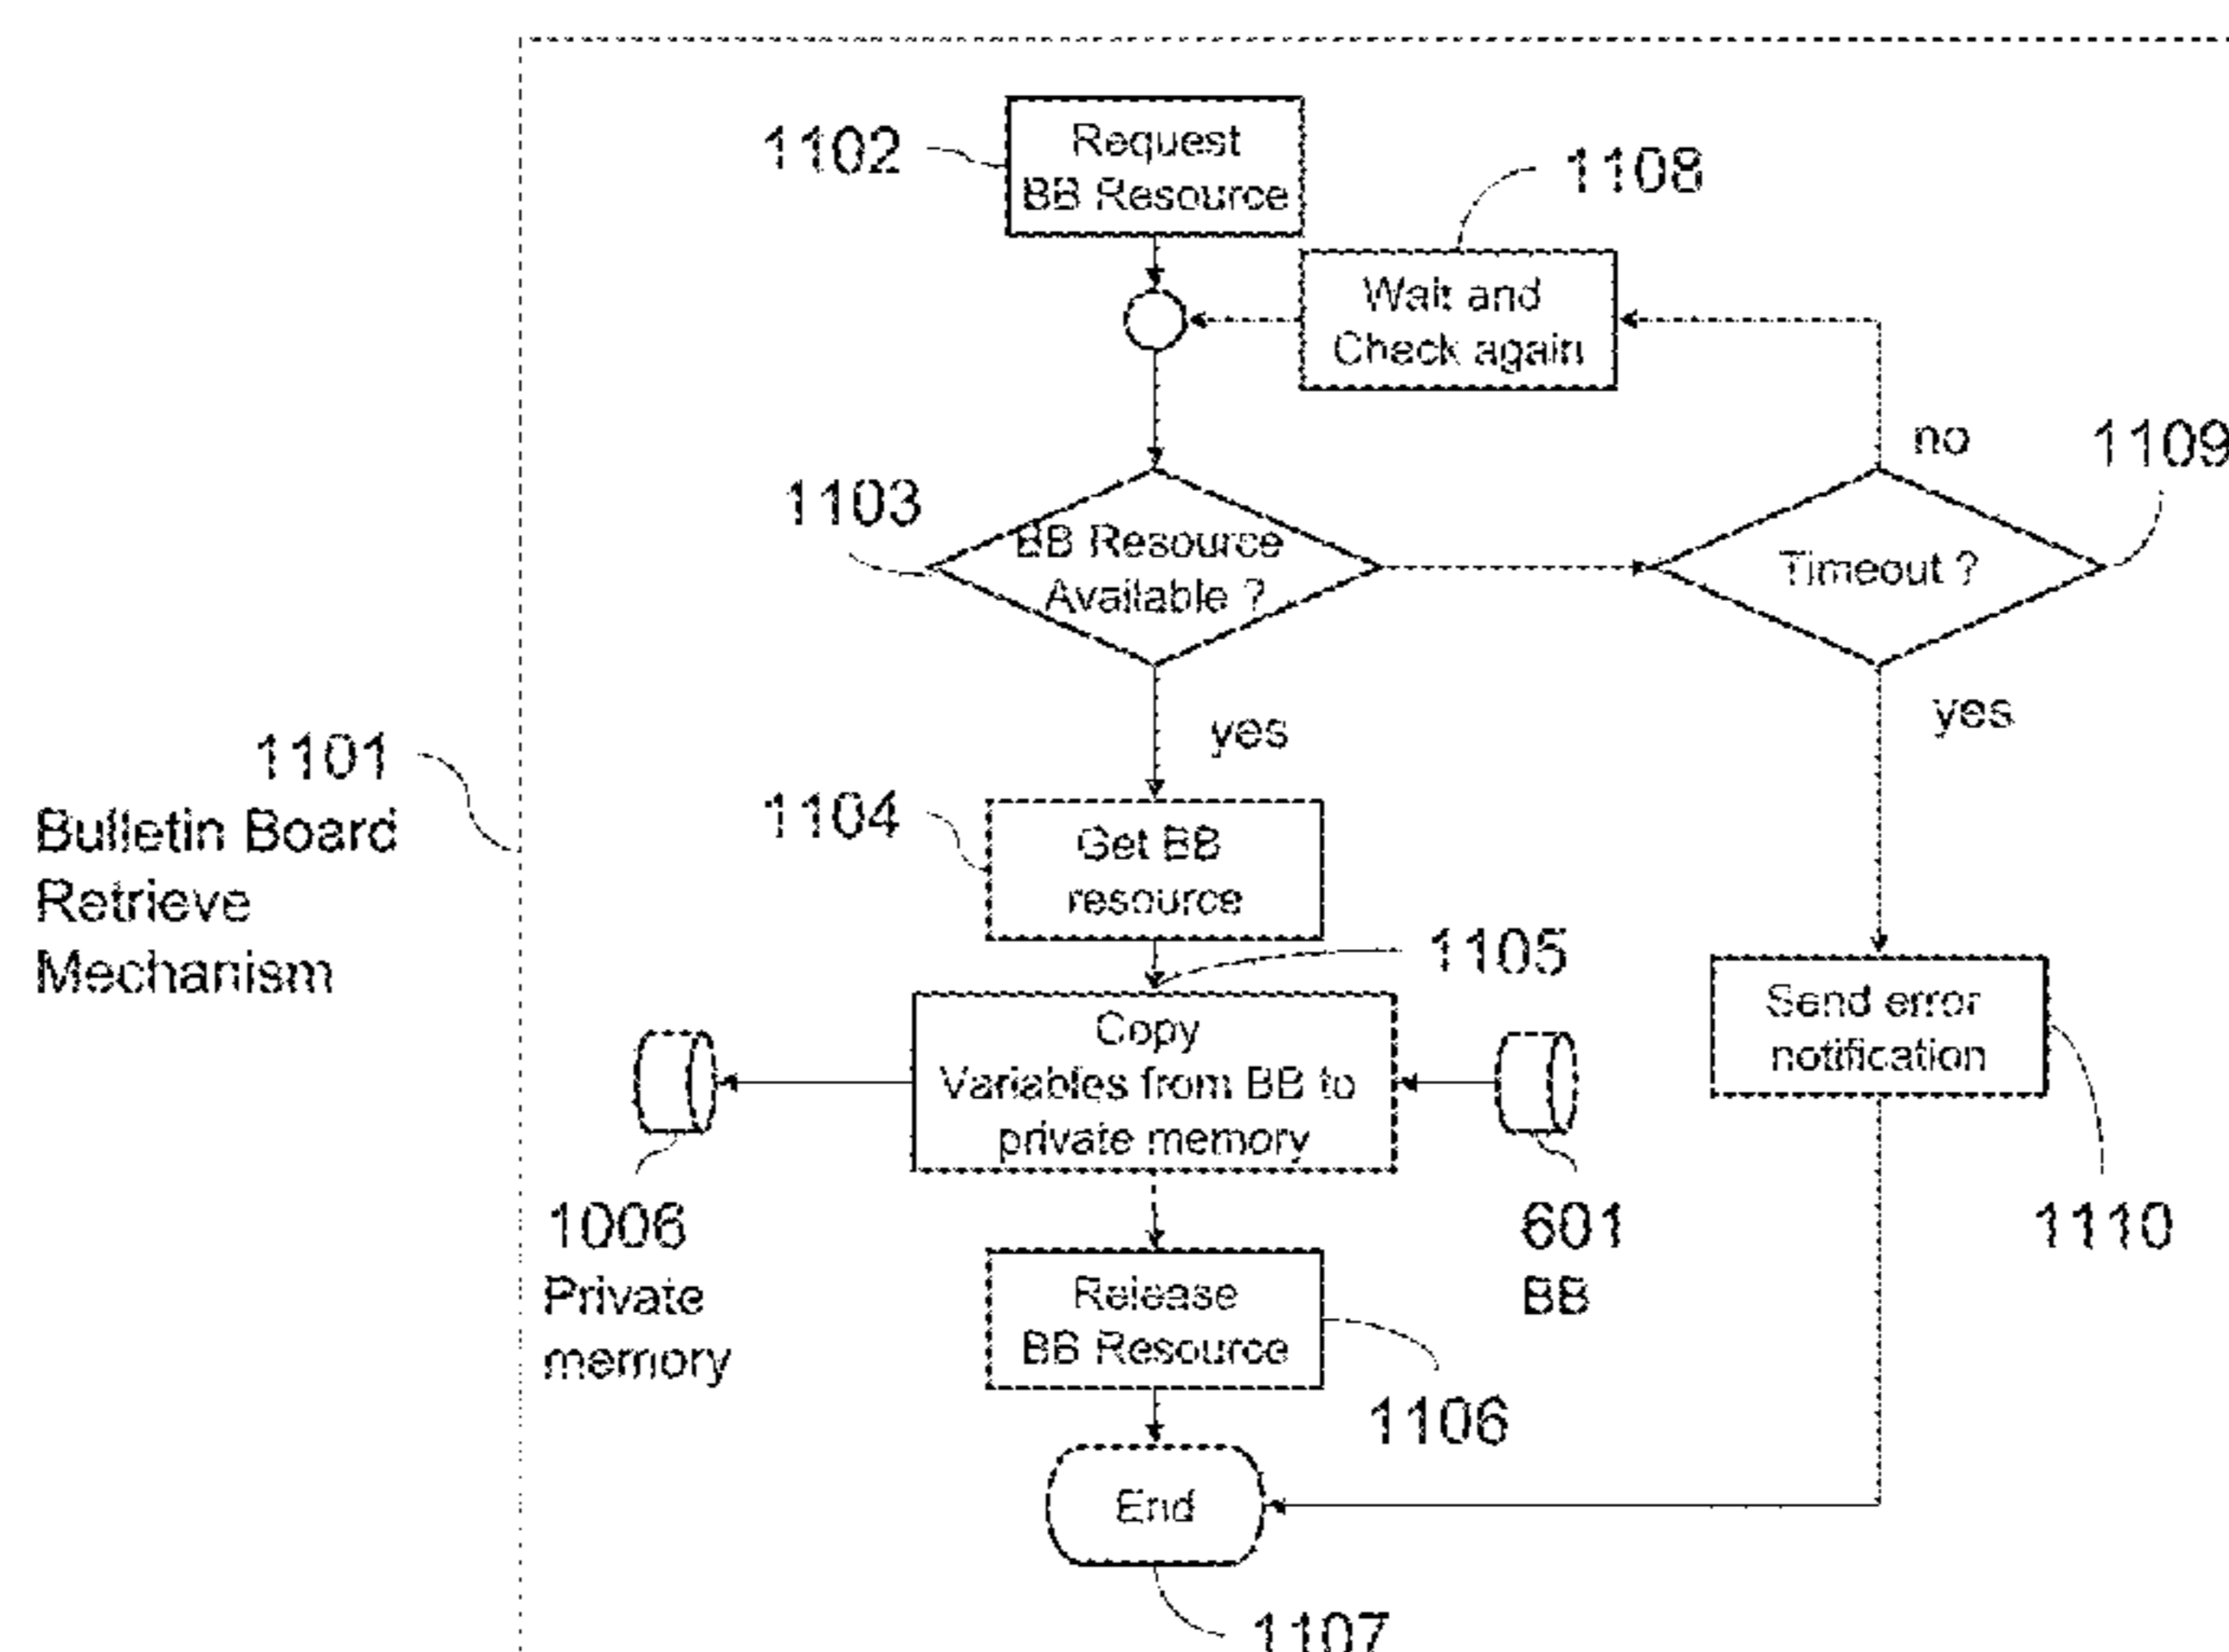 1102
Request
BB Resource
1108
Wait and
Check again
no
1109
1103
BB Resource
Available ?
Timeout ?
yes
yes
1101
Bulletin Board
Retrieve
Mechanism
1104
Get BB
resource
1105
Copy
Variables from BB to
private memory
Send error
notification
1006
Private
memory
601
BB
1110
Release
BB Resource
1106
End
1107